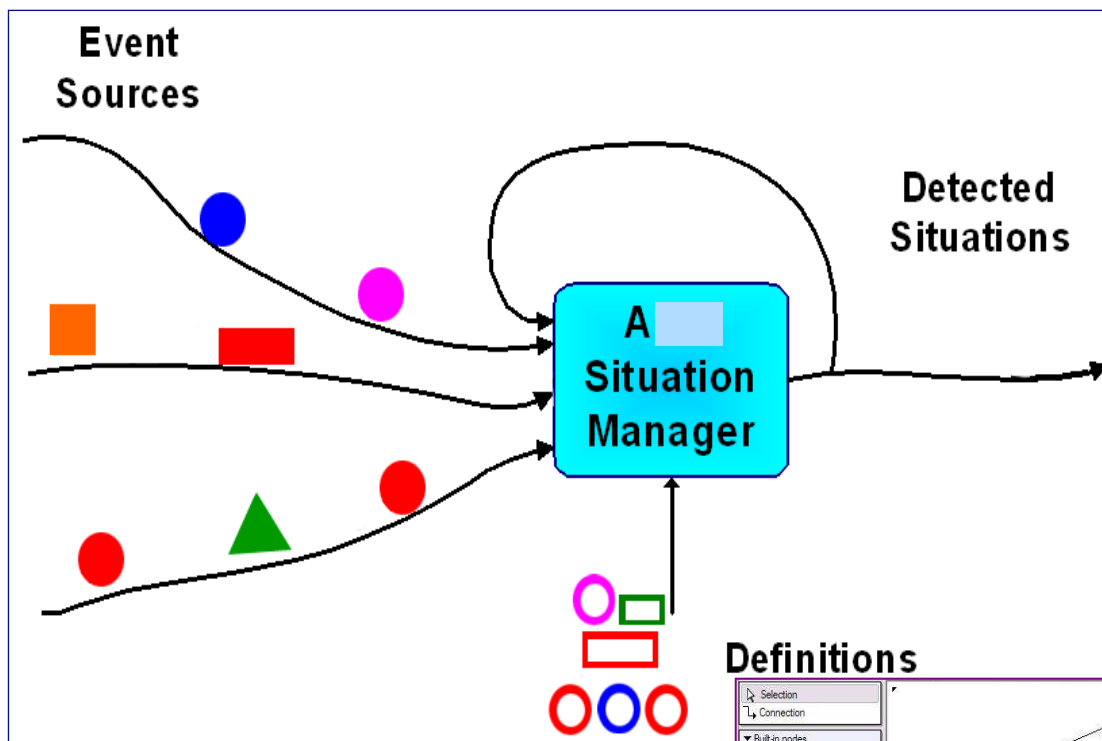 Event
Sources
Detected
Situations
A
Situation
Manager
Definitions
Selection
Connection
Built-in nodes